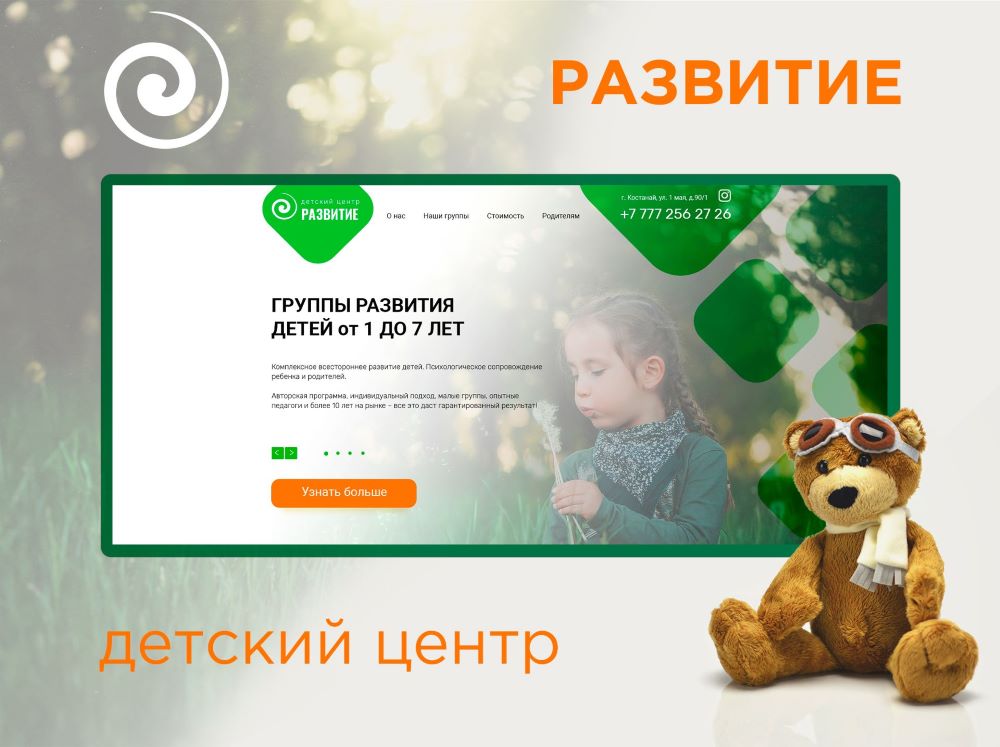 РАЗВИТИЕ
детский центр
РАЗВИТИЕ
О нас Наши группы Стоимость Родителям
г. Костанай, ул. 1 мая, д.90/1
+7 777 256 27 26
ГРУППЫ РАЗВИТИЯ
ДЕТЕЙ от 1 ДО 7 ЛЕТ
Комплексное всестороннее развитие детей. Психологическое сопровождение
ребенка и родителей.
Авторская программа, индивидуальный подход, малые группы, опытные
педагоги и более 10 лет на рынке – все это даст гарантированный результат!
< >
Узнать больше
детский центр